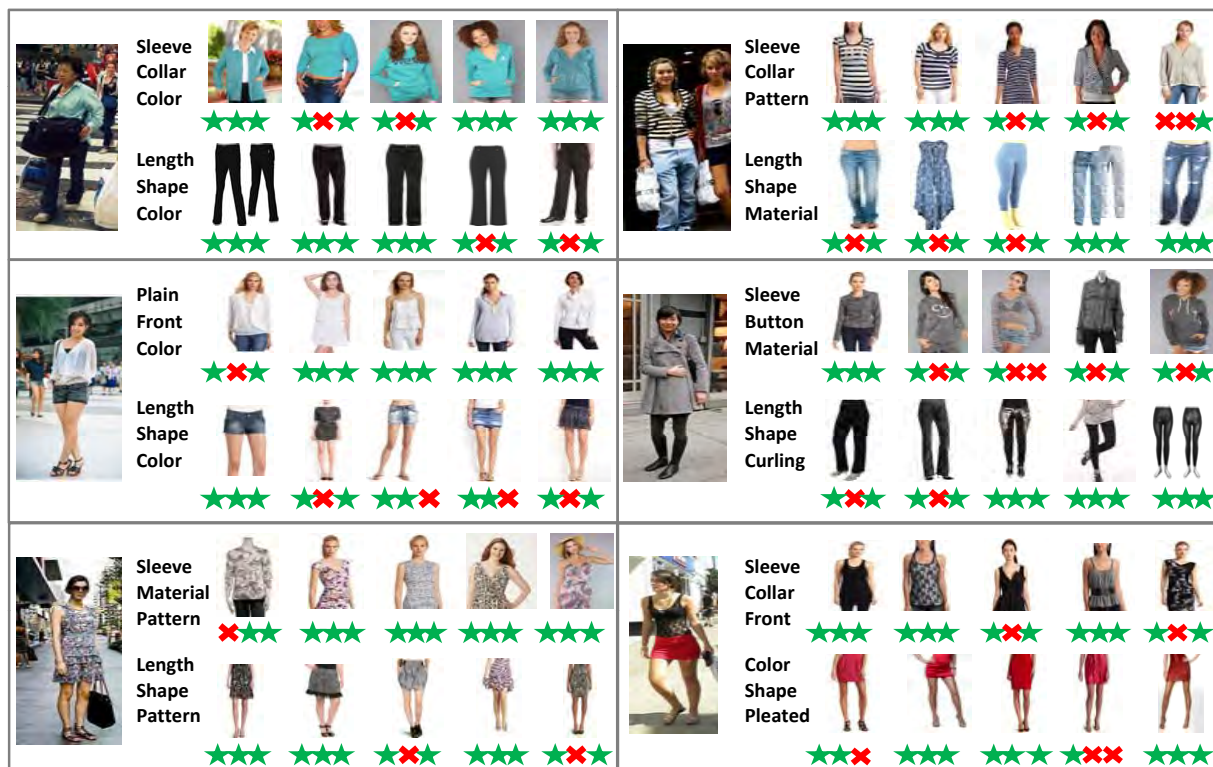 Sleeve
Collar
Color
Length
Shape
Color
Sleeve
Collar
Pattern
Length
Shape
Material
Plain
Front
Color
Length
Shape
Color
Sleeve
Button
Material
Length
Shape
Curling
Sleeve
Material
Pattern
Length
Shape
Pattern
Sleeve
Collar
Front
Color
Shape
Pleated